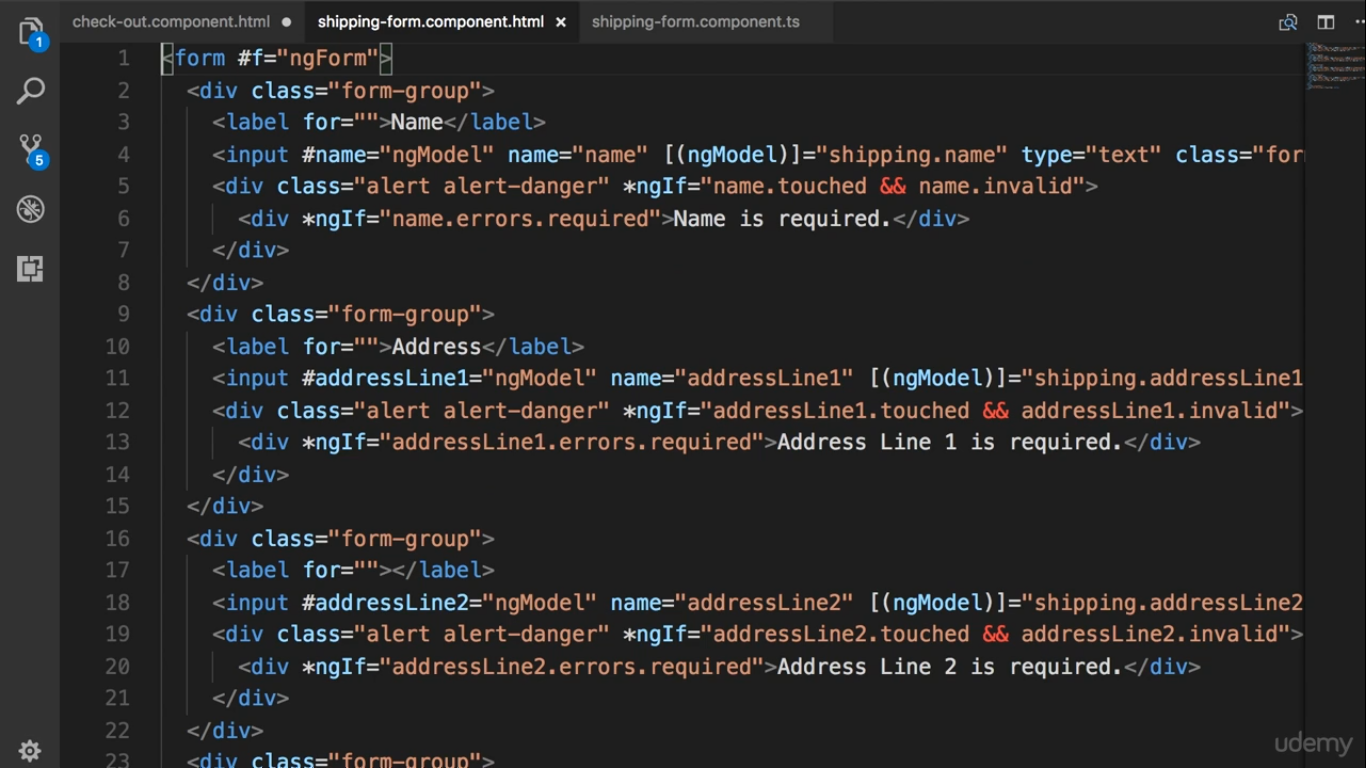 check-out.component.html ● shipping-form.component.html × shipping-form.component.ts
1
5
1 <form #f="ngForm">
2 <div class="form-group">
3 <label for="">Name</label>
4 <input #name="ngModel" name="name" [(ngModel)]="shipping.name" type="text" class="for
5 <div class="alert alert-danger" *ngIf="name.touched && name.invalid">
6 <div *ngIf="name.errors.required">Name is required.</div>
7 </div>
8 </div>
9 <div class="form-group">
10 <label for="">Address</label>
11 <input #addressLine1="ngModel" name="addressLine1" [(ngModel)]="shipping.addressLine1
12 <div class="alert alert-danger" *ngIf="addressLine1.touched && addressLine1.invalid">
13 <div *ngIf="addressLine1.errors.required">Address Line 1 is required.</div>
14 </div>
15 </div>
16 <div class="form-group">
17 <label for=""></label>
18 <input #addressLine2="ngModel" name="addressLine2" [(ngModel)]="shipping.addressLine2
19 <div class="alert alert-danger" *ngIf="addressLine2.touched && addressLine2.invalid">
20 <div *ngIf="addressLine2.errors.required">Address Line 2 is required.</div>
21 </div>
22 </div>
23 <div class="form-group">
udemy